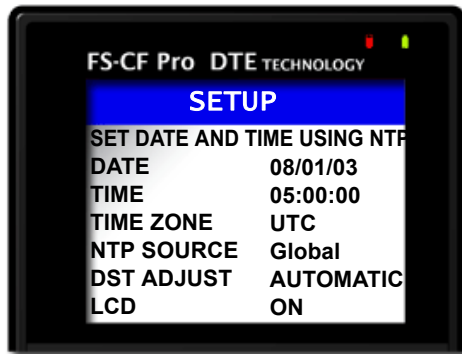 FS-CF Pro DTE TECHNOLOGY
SETUP
SET DATE AND TIME USING NTP
DATE 08/01/03
TIME 05:00:00
TIME ZONE UTC
NTP SOURCE Global
DST ADJUST AUTOMATIC
LCD ON